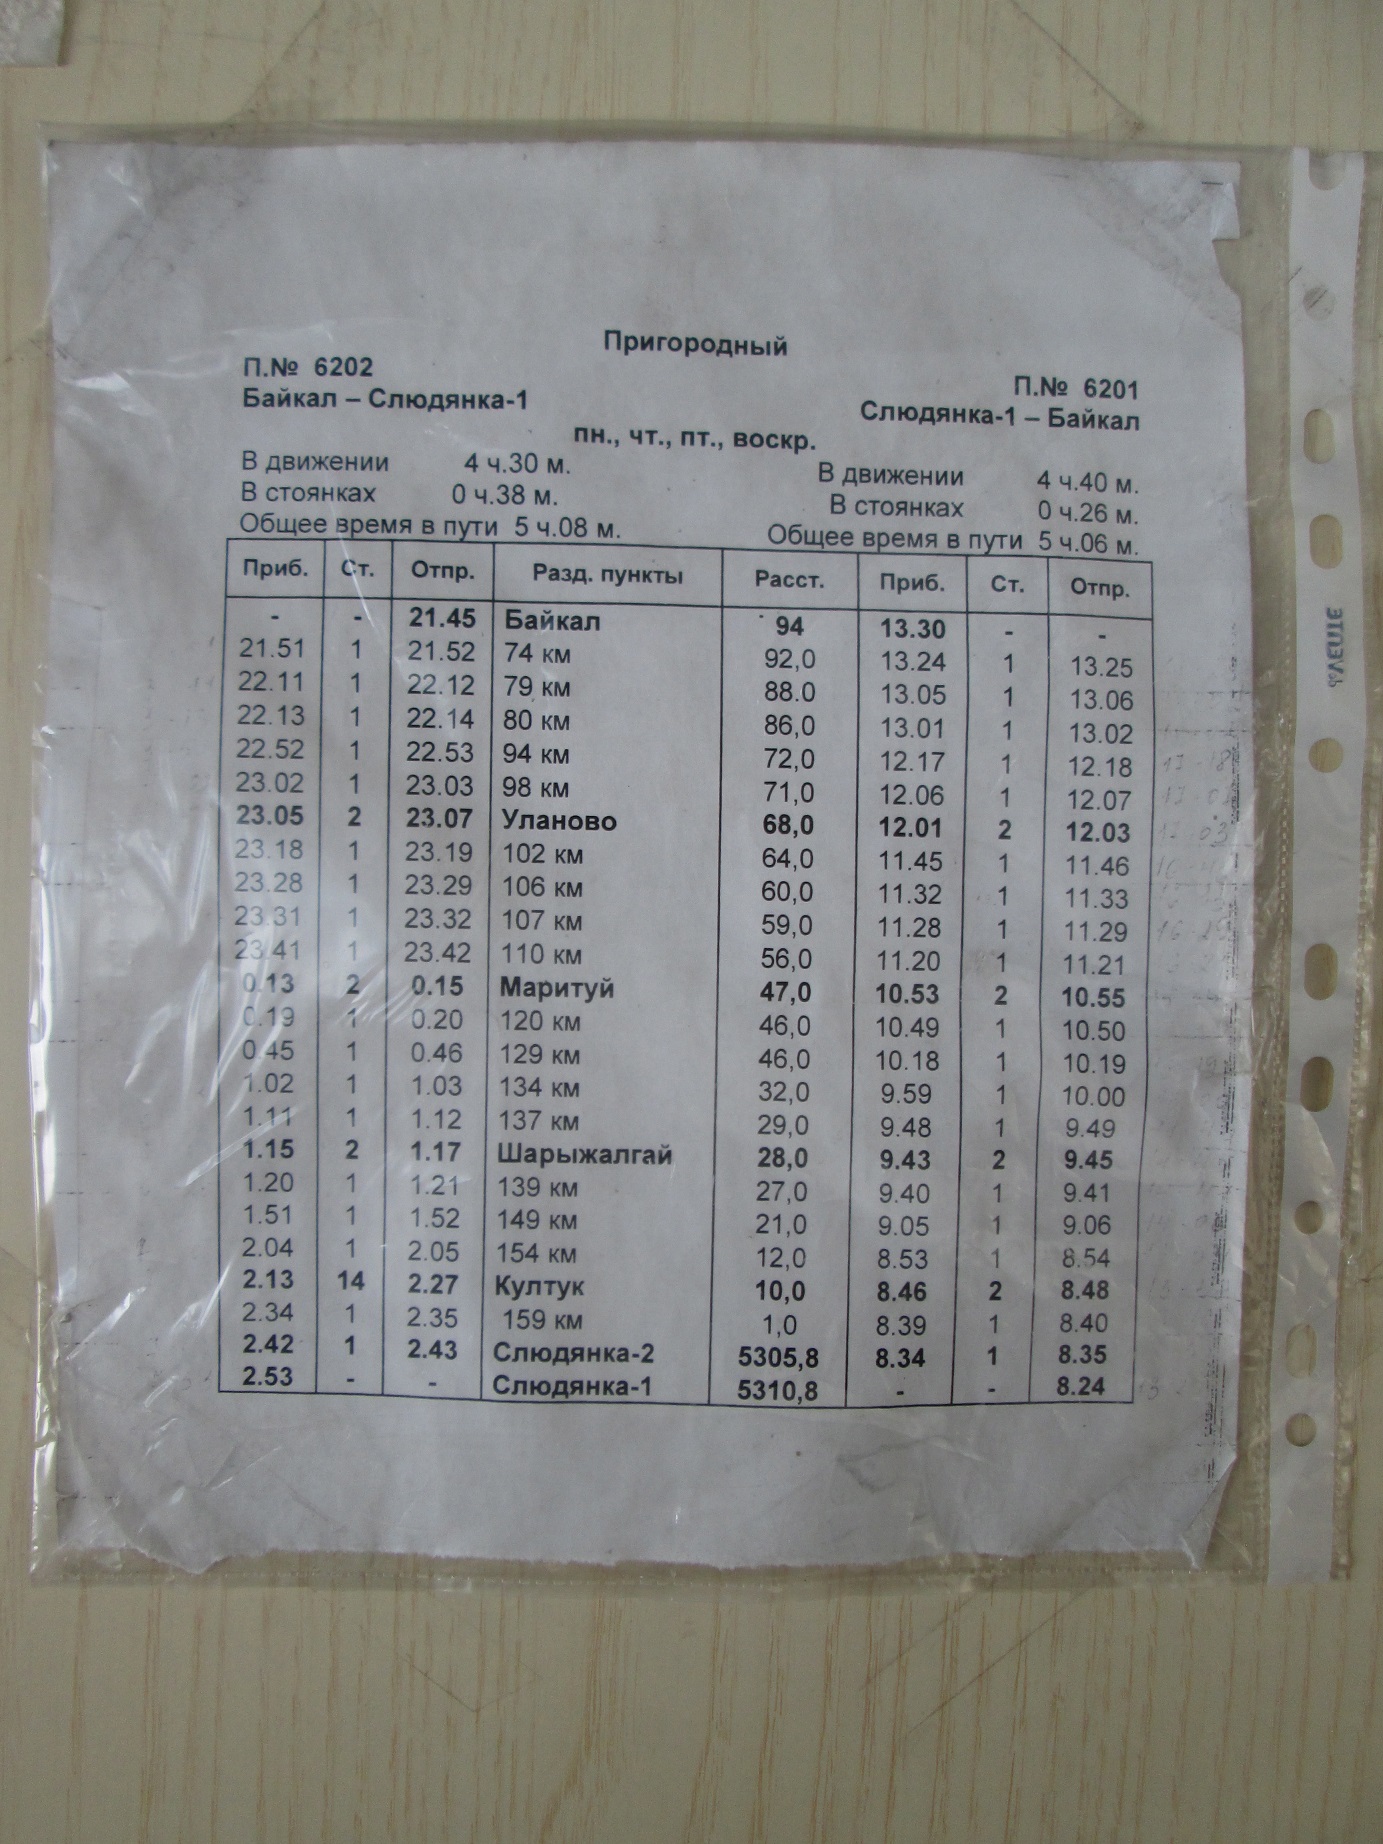 Пригородный
П.№ 6202
П.№ 6201
Байкал – Слюдянка-1
Слюдянка-1 – Байкал
пн., чт., пт., воскр.
В движении 4 ч.30 м.
В движении 4 ч.40 м.
В стоянках 0 ч.38 м.
В стоянках 0 ч.26 м.
Общее время в пути 5 ч.08 м.
Общее время в пути 5 ч.06 м.
Приб. Ст. Отпр. Разд. пункты Расст. Приб. Ст. Отпр.
- - 21.45 Байкал 94 13.30 - -
21.51 1 21.52 74 км 92,0 13.24 1 13.25
22.11 1 22.12 79 км 88.0 13.05 1 13.06
22.13 1 22.14 80 км 86,0 13.01 1 13.02
22.52 1 22.53 94 км 72,0 12.17 1 12.18
23.02 1 23.03 98 км 71,0 12.06 1 12.07
23.05 2 23.07 Уланово 68,0 12.01 2 12.03
23.18 1 23.19 102 км 64,0 11.45 1 11.46
23.28 1 23.29 106 км 60,0 11.32 1 11.33
23.31 1 23.32 107 км 59,0 11.28 1 11.29
23.41 1 23.42 110 км 56,0 11.20 1 11.21
0.13 2 0.15 Маритуй 47,0 10.53 2 10.55
0.19 1 0.20 120 км 46,0 10.49 1 10.50
0.45 1 0.46 129 км 46,0 10.18 1 10.19
1.02 1 1.03 134 км 32,0 9.59 1 10.00
1.11 1 1.12 137 км 29,0 9.48 1 9.49
1.15 2 1.17 Шарыжалгай 28,0 9.43 2 9.45
1.20 1 1.21 139 км 27,0 9.40 1 9.41
1.51 1 1.52 149 км 21,0 9.05 1 9.06
2.04 1 2.05 154 км 12,0 8.53 1 8.54
2.13 14 2.27 Култук 10,0 8.46 2 8.48
2.34 1 2.35 159 км 1,0 8.39 1 8.40
2.42 1 2.43 Слюдянка-2 5305,8 8.34 1 8.35
2.53 - - Слюдянка-1 5310,8 - - 8.24